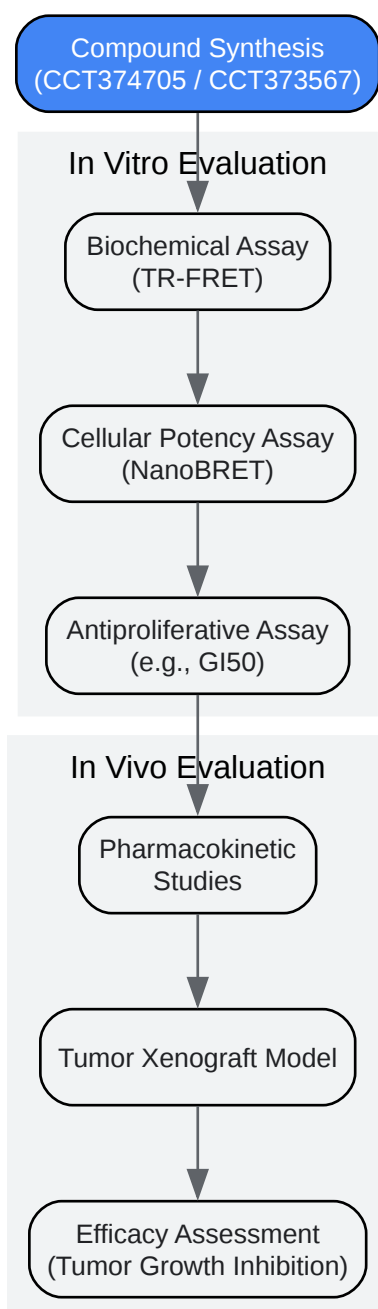 Compound Synthesis
(CCT374705 / CCT373567)
In Vitro Evaluation
Biochemical Assay
(TR-FRET)
Cellular Potency Assay
(NanoBRET)
Antiproliferative Assay
(e.g., GI50)
In Vivo Evaluation
Pharmacokinetic
Studies
Tumor Xenograft Model
Efficacy Assessment
(Tumor Growth Inhibition)